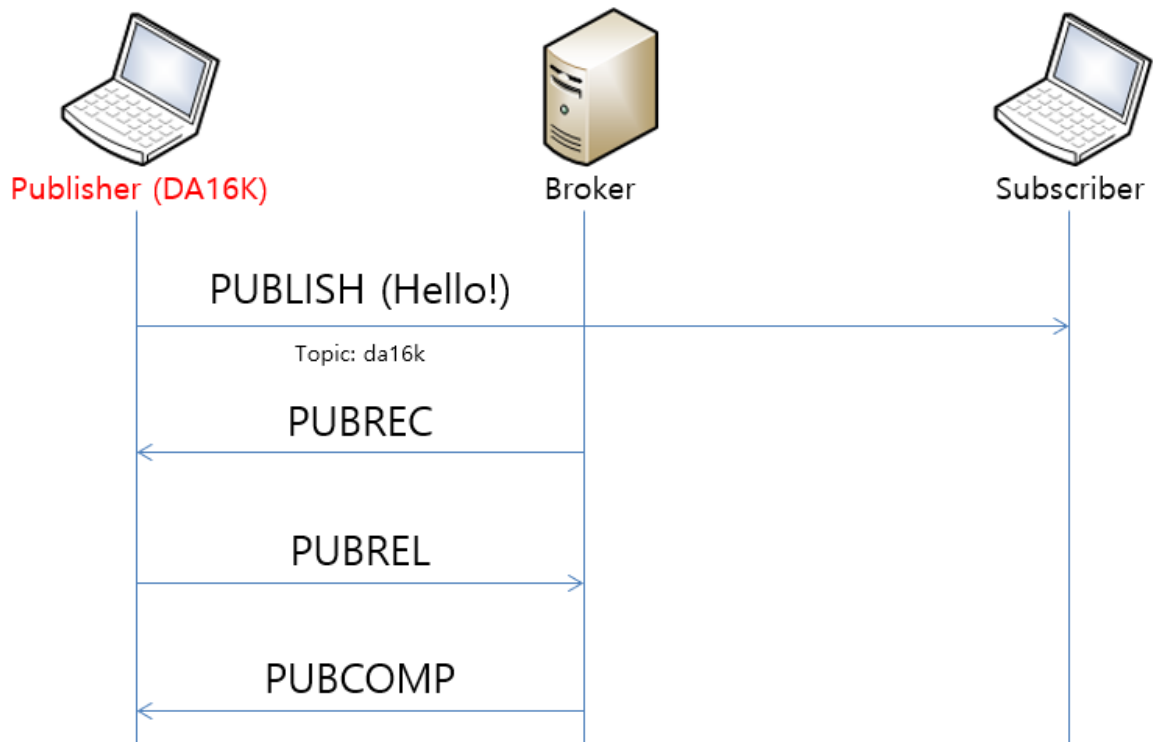 Publisher (DA16K)
Broker
Subscriber
PUBLISH (Hello!)
Topic: da16k
PUBREC
PUBREL
PUBCOMP